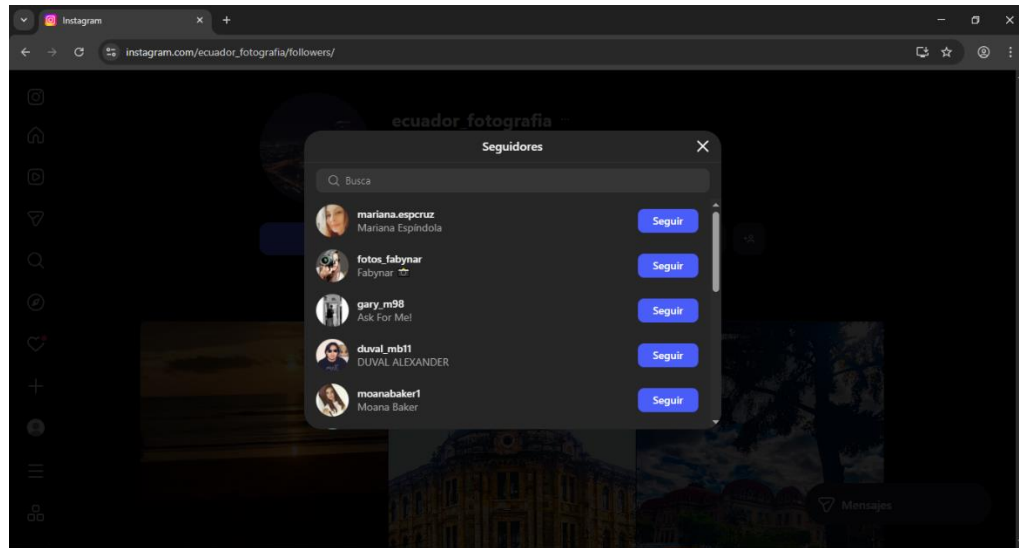 Instagram
instagram.com/ecuador_fotografia/followers/
ecuador_fotografia
Seguidores
Busca
mariana.espcruz
Mariana Espíndola
Seguir
fotos_fabynar
Fabynar
Seguir
gary_m98
Ask For Me!
Seguir
duval_mb11
DUVAL ALEXANDER
Seguir
moanabaker1
Moana Baker
Seguir
Mensajes